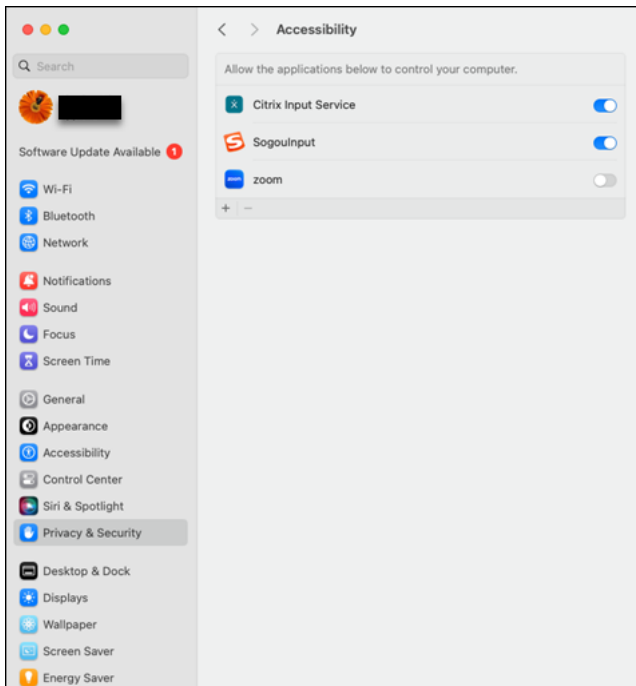 Accessibility
Search
Allow the applications below to control your computer.
Citrix Input Service
SogouInput
zoom
zoom
+ −
Software Update Available 1
Wi-Fi
Bluetooth
Network
Notifications
Sound
Focus
Screen Time
General
Appearance
Accessibility
Control Center
Siri & Spotlight
Privacy & Security
Desktop & Dock
Displays
Wallpaper
Screen Saver
Energy Saver